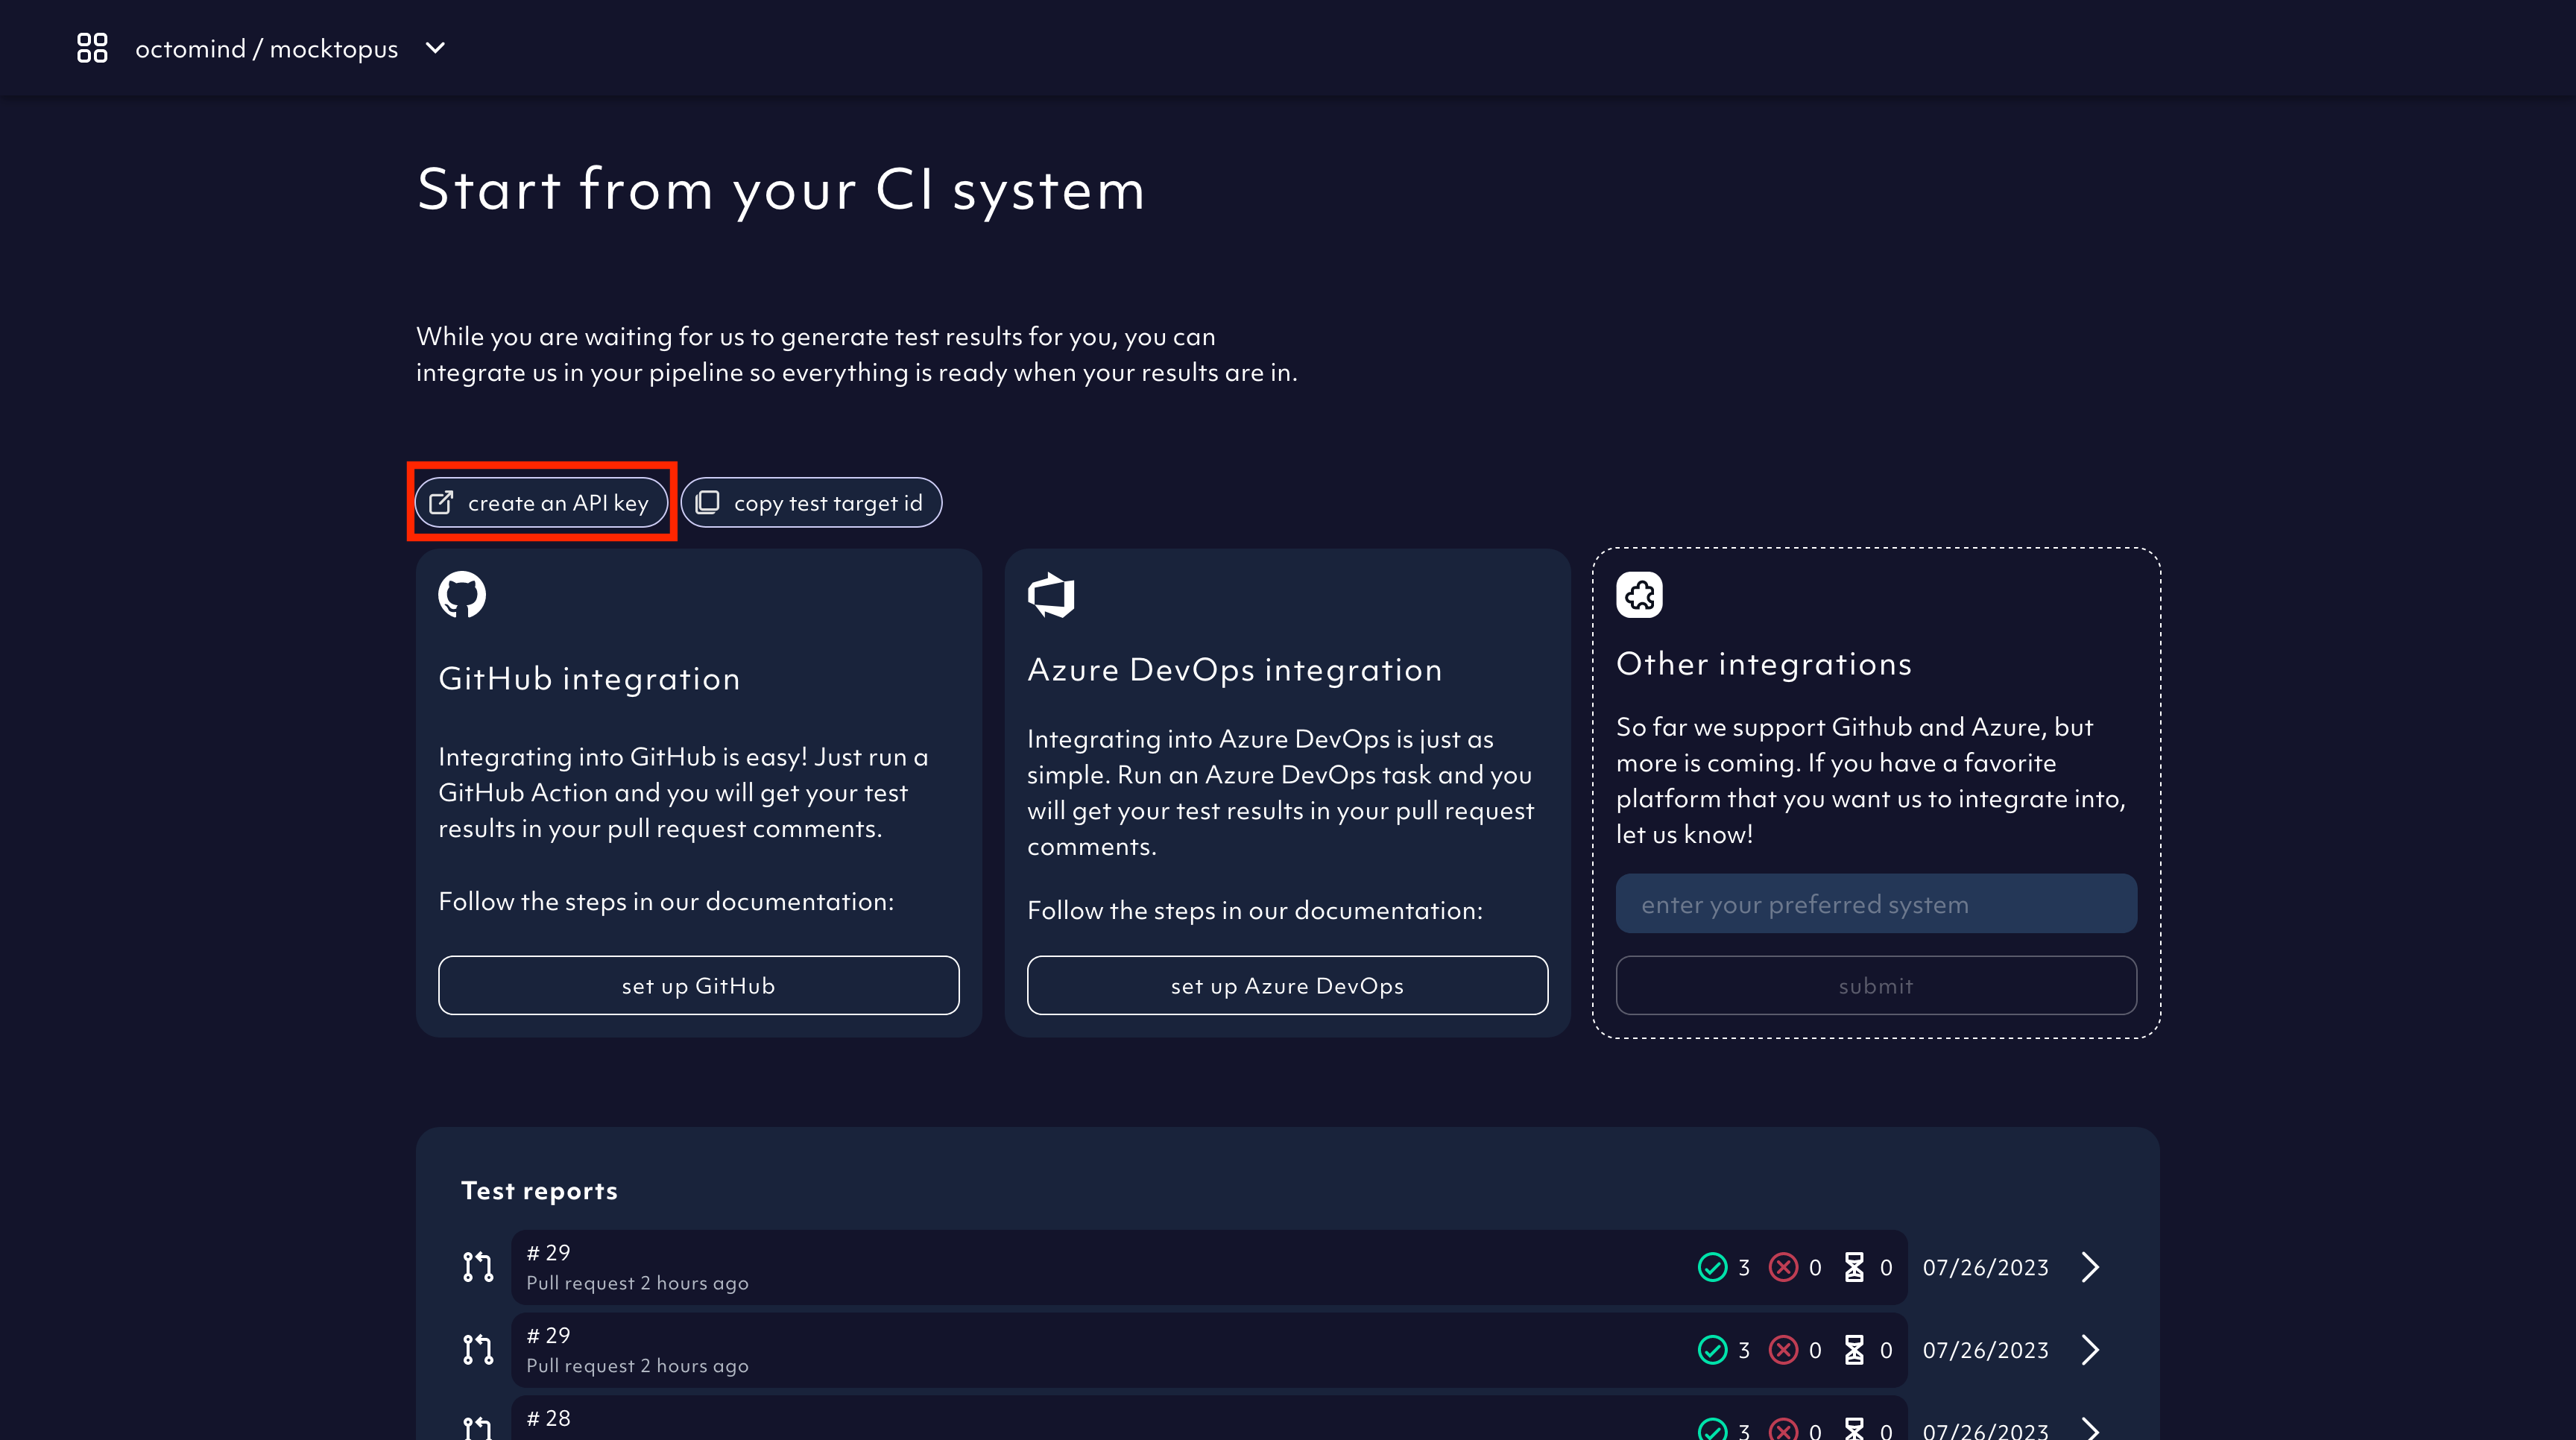 octomind / mocktopus
Start from your CI system
While you are waiting for us to generate test results for you, you can
integrate us in your pipeline so everything is ready when your results are in.
create an API key
copy test target id
GitHub integration
Integrating into GitHub is easy! Just run a
GitHub Action and you will get your test
results in your pull request comments.
Follow the steps in our documentation:
set up GitHub
Azure DevOps integration
Integrating into Azure DevOps is just as
simple. Run an Azure DevOps task and you
will get your test results in your pull request
comments.
Follow the steps in our documentation:
set up Azure DevOps
Other integrations
So far we support Github and Azure, but
more is coming. If you have a favorite
platform that you want us to integrate into,
let us know!
enter your preferred system
submit
Test reports
# 29
Pull request 2 hours ago
3 0 0 07/26/2023
# 29
Pull request 2 hours ago
3 0 0 07/26/2023
# 28
3 0 0 07/26/2023